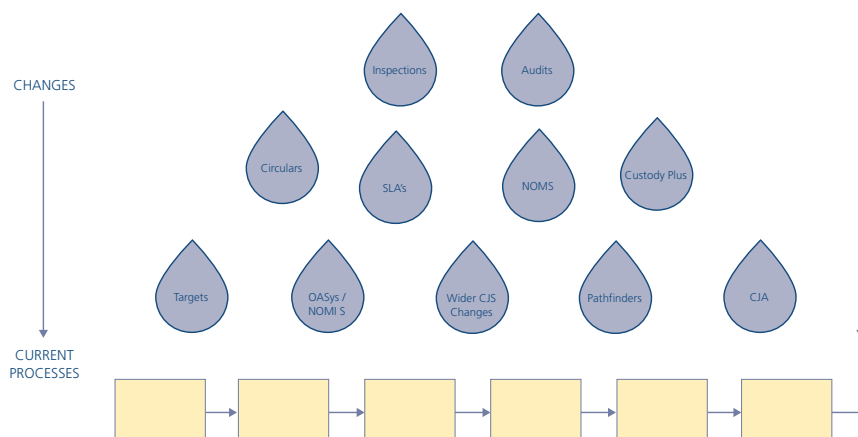 CHANGES
Inspections
Audits
Circulars
SLA's
NOMS
Custody Plus
Targets
OASys /
NOMI S
Wider CJS
Changes
Pathfinders
CJA
CURRENT
PROCESSES